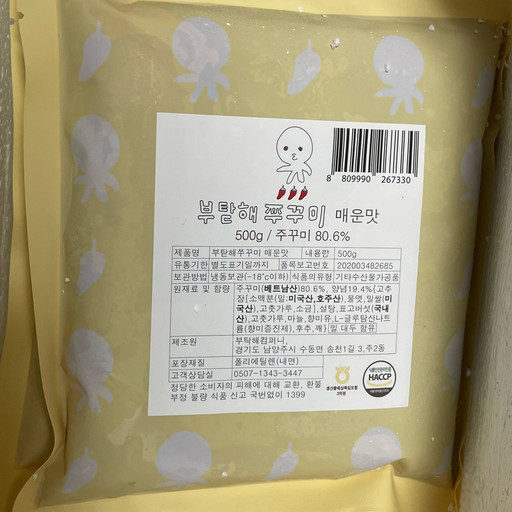 8 809990 267330
부탁해 쭈꾸미 매운맛
500g / 주꾸미 80.6%
제품명 부탁해쭈꾸미 매운맛 내용량 500g
유통기한 별도표기일까지 품목보고번호 202003482685
보관방법 냉동보관(-18℃이하) 식품의유형 기타수산물가공품
원재료 및 함량 주꾸미(베트남산)80.6%, 양념19.4%{고추
장[소맥분(밀:미국산,호주산),물엿,밀쌀(미
국산),고춧가루,소금],설탕,표고버섯(국내
산),고춧가루,마늘,향미유,L-글루탐산나트
륨(향미증진제),후추,깨} 밀 대두 함유
제조원 부탁해컴퍼니,
경기도 남양주시 수동면 송천1길 3,주2동
포장재질 폴리에틸렌(내면)
고객상담실 0507-1343-3447
정당한 소비자의 피해에 대해 교환, 환불
부정 불량 식품 신고 국번없이 1399
HACCP